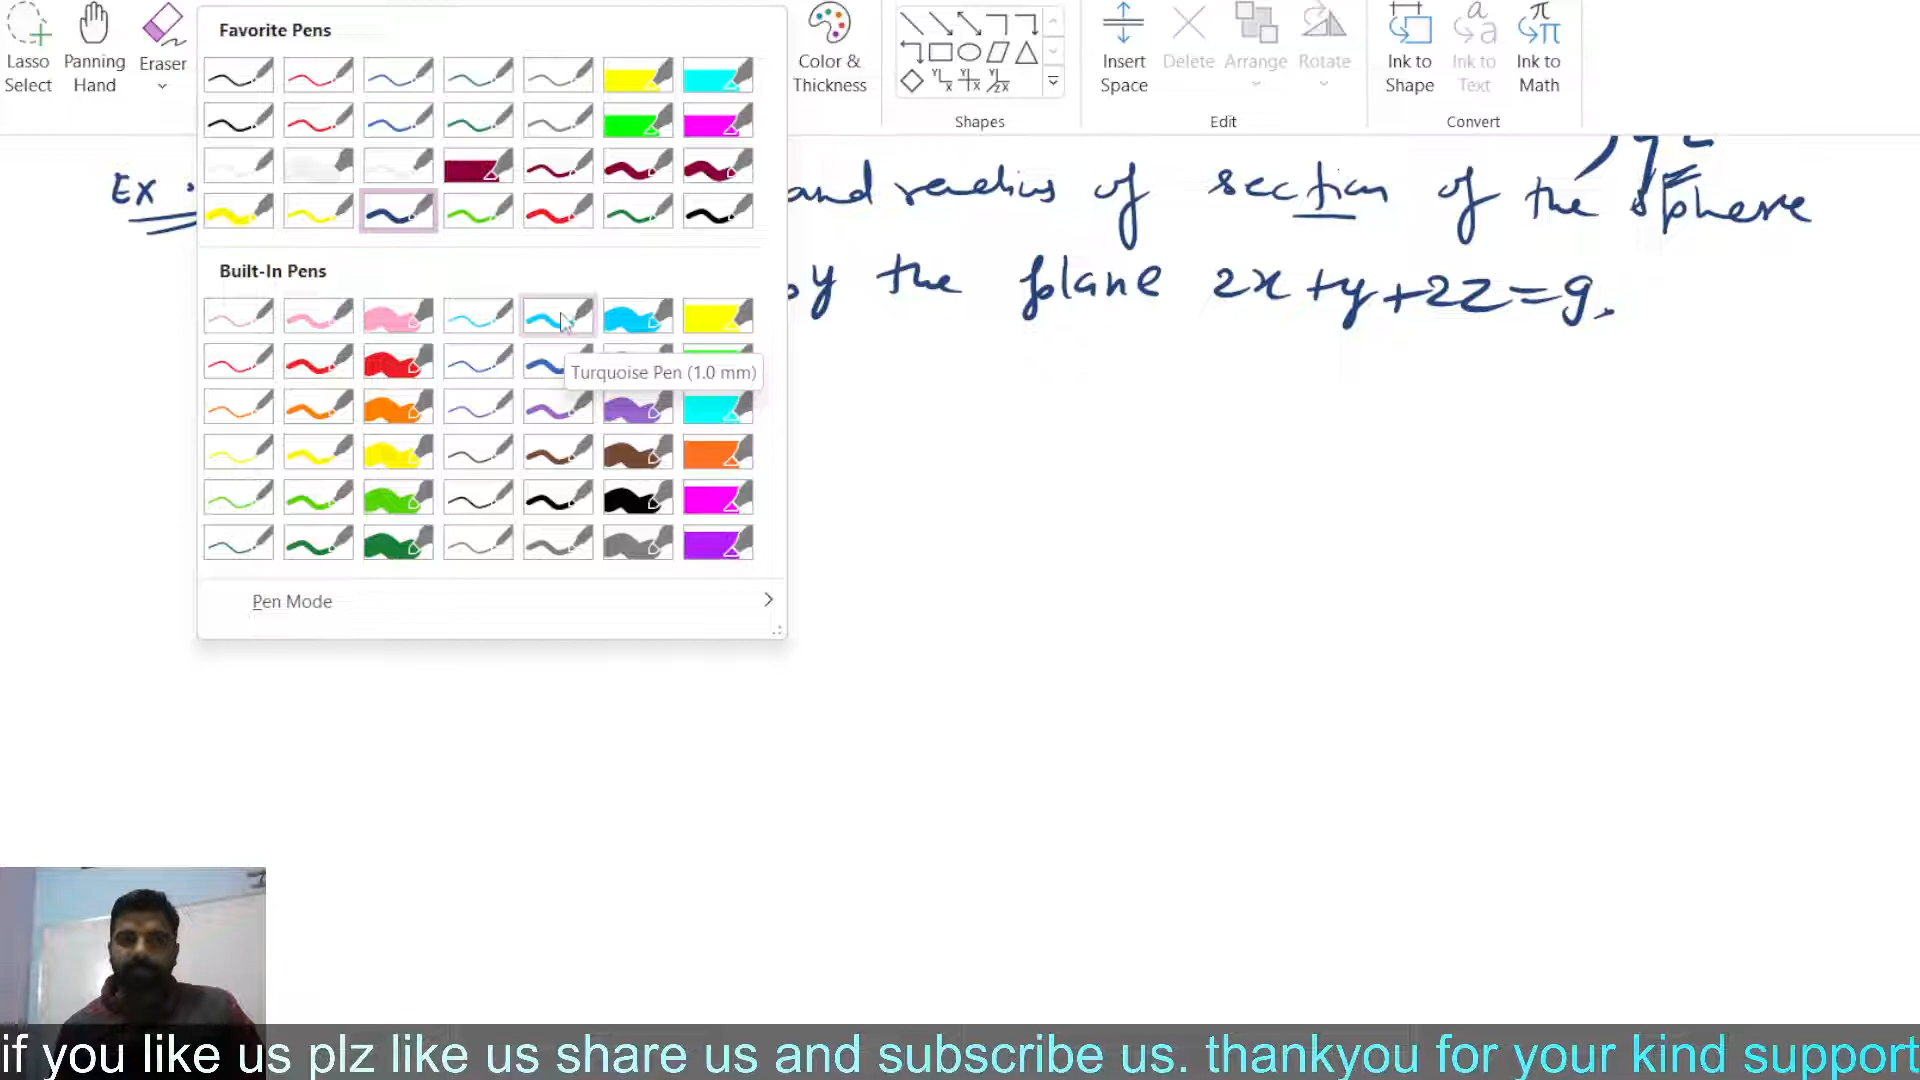 Favorite Pens
Lasso Select
Panning Hand
Eraser
Color & Thickness
Shapes
Insert Space
Delete
Arrange
Rotate
Edit
Ink to Shape
Ink to Text
Ink to Math
Convert
Ex :
and radius of section of the sphere
by the plane 2x+y+2z=9.
Built-In Pens
Turquoise Pen (1.0 mm)
Pen Mode
if you like us plz like us share us and subscribe us. thankyou for your kind support